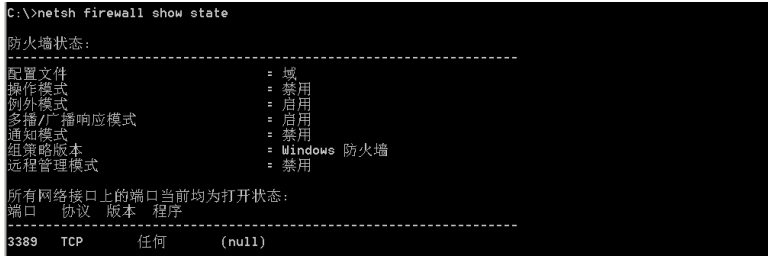 C:\>netsh firewall show state
防火墙状态:
-------------------------------------------------------------------
配置文件 = 域
操作模式 = 禁用
例外模式 = 启用
多播/广播响应模式 = 启用
通知模式 = 禁用
组策略版本 = Windows 防火墙
远程管理模式 = 禁用
所有网络接口上的端口当前均为打开状态:
端口 协议 版本 程序
-------------------------------------------------------------------
3389 TCP 任何 (null)